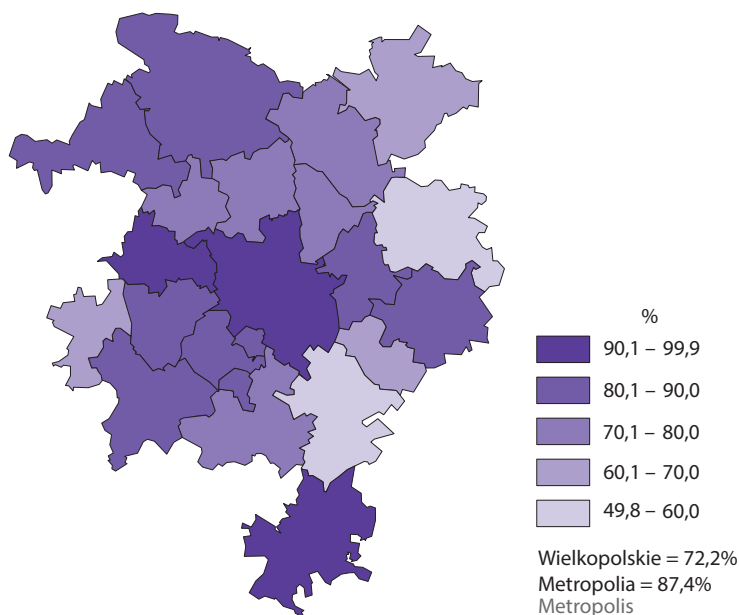 %
90,1 – 99,9
80,1 – 90,0
70,1 – 80,0
60,1 – 70,0
49,8 – 60,0
Wielkopolskie = 72,2%
Metropolia = 87,4%
Metropolis